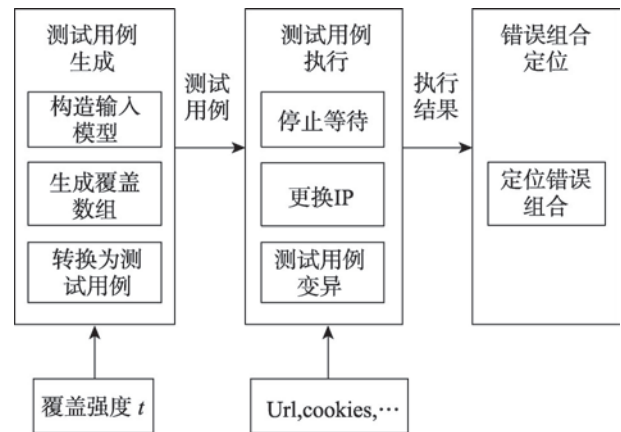 测试用例
生成
构造输入
模型
生成覆盖
数组
转换为测
试用例
覆盖强度 t
测试
用例
测试用例
执行
停止等待
更换IP
测试用例
变异
Url,cookies,…
执行
结果
错误组合
定位
定位错误
组合